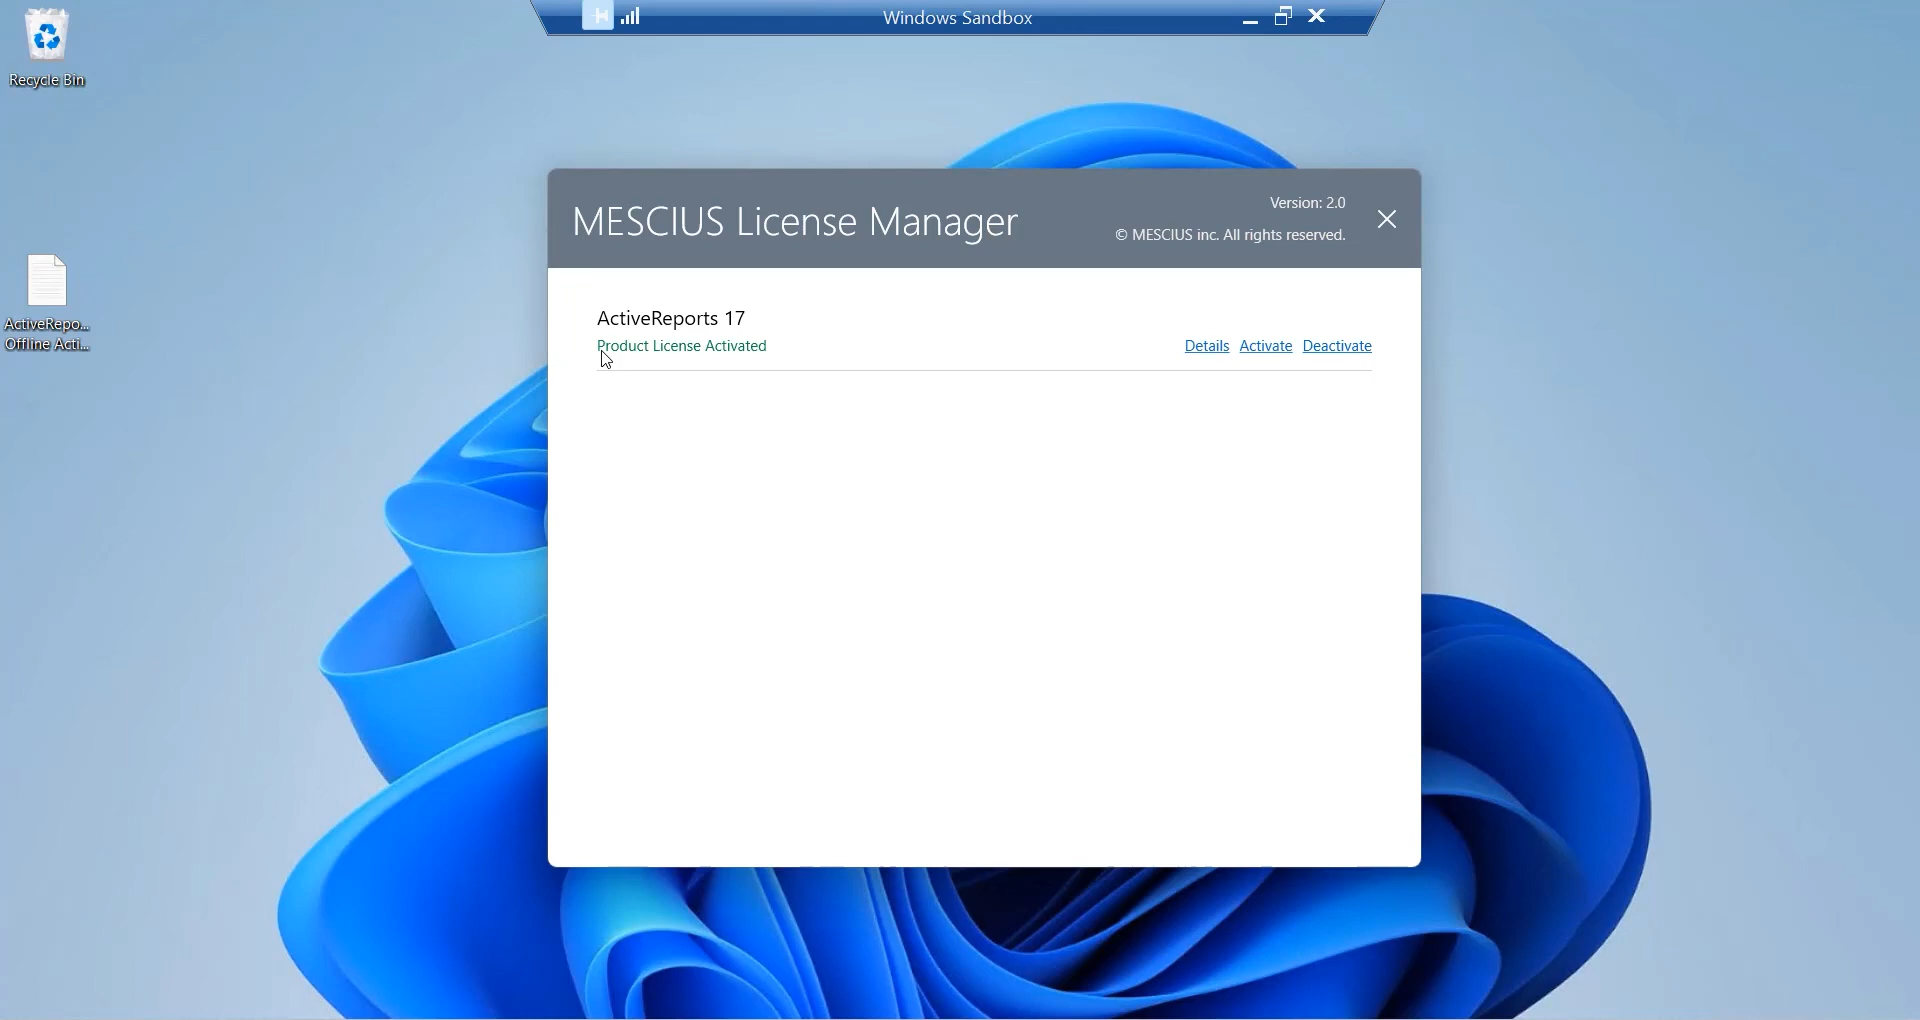 Windows Sandbox
Recycle Bin
MESCIUS License Manager
Version: 2.0
© MESCIUS inc. All rights reserved.
ActiveReports 17
Product License Activated
Details Activate Deactivate
ActiveRepo...
Offline Acti...